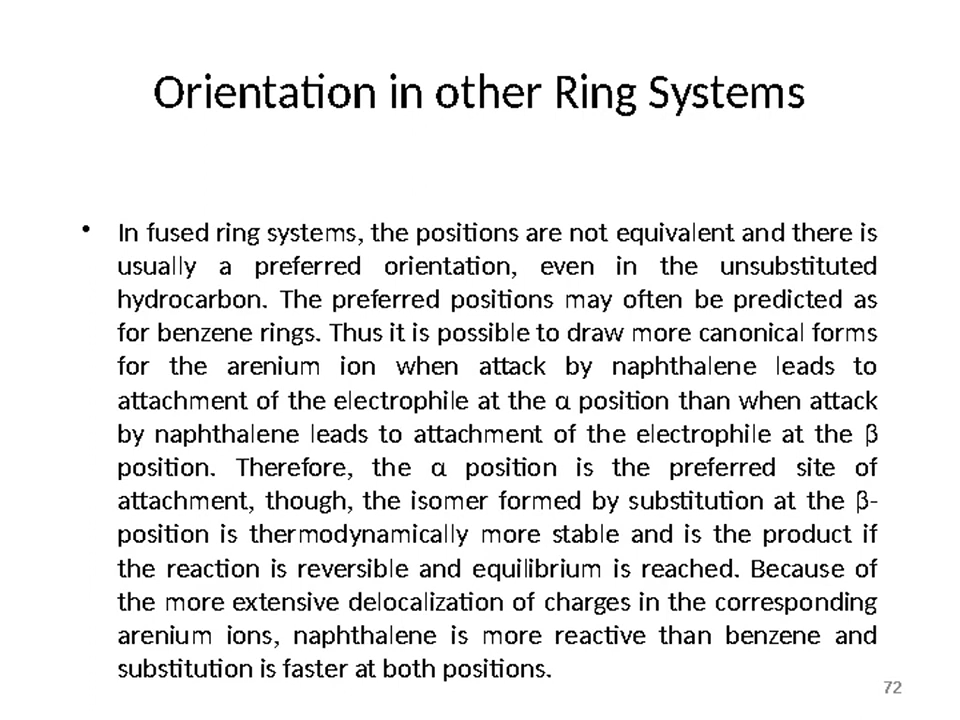 Orientation in other Ring Systems
• In fused ring systems, the positions are not equivalent and there is
usually a preferred orientation, even in the unsubstituted
hydrocarbon. The preferred positions may often be predicted as
for benzene rings. Thus it is possible to draw more canonical forms
for the arenium ion when attack by naphthalene leads to
attachment of the electrophile at the α position than when attack
by naphthalene leads to attachment of the electrophile at the β
position. Therefore, the α position is the preferred site of
attachment, though, the isomer formed by substitution at the β-
position is thermodynamically more stable and is the product if
the reaction is reversible and equilibrium is reached. Because of
the more extensive delocalization of charges in the corresponding
arenium ions, naphthalene is more reactive than benzene and
substitution is faster at both positions.
72